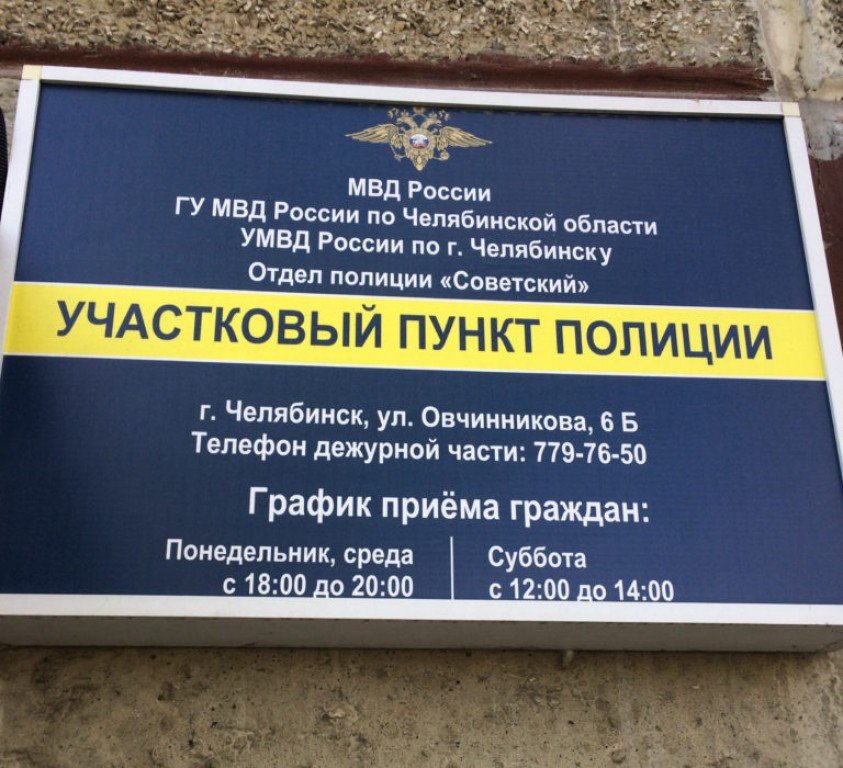 МВД России
ГУ МВД России по Челябинской области
УМВД России по г. Челябинску
Отдел полиции «Советский»
УЧАСТКОВЫЙ ПУНКТ ПОЛИЦИИ
г. Челябинск, ул. Овчинникова, 6 Б
Телефон дежурной части: 779-76-50
График приёма граждан:
Понедельник, среда
с 18:00 до 20:00
Суббота
с 12:00 до 14:00